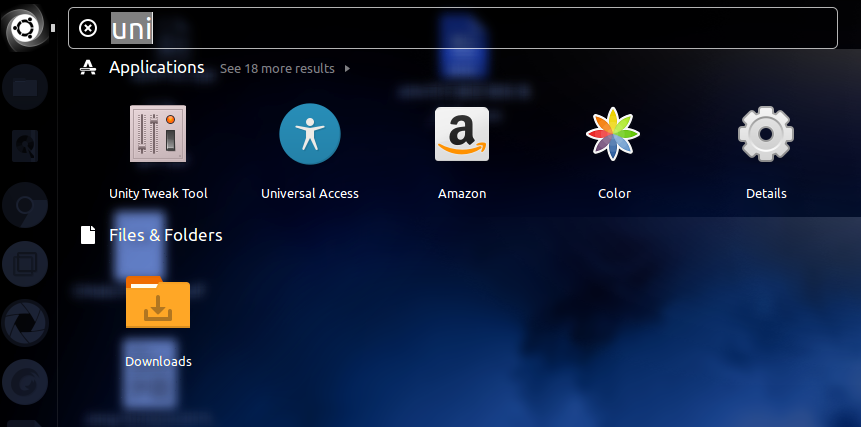 uni
Applications See 18 more results
Unity Tweak Tool Universal Access Amazon Color Details
Files & Folders
Downloads